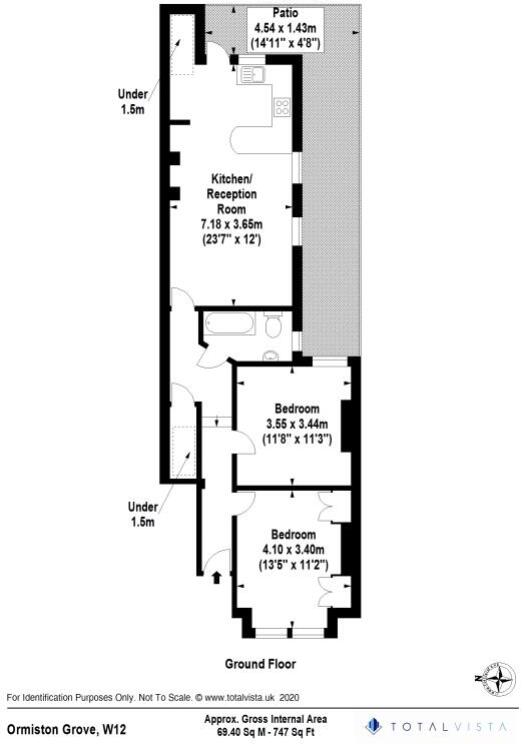 Patio
4.54 x 1.43m
(14'11" x 4'8")
Under
1.5m
Kitchen/
Reception
Room
7.18 x 3.65m
(23'7" x 12')
Bedroom
3.55 x 3.44m
(11'8" x 11'3")
Under
1.5m
Bedroom
4.10 x 3.40m
(13'5" x 11'2")
Ground Floor
N
For Identification Purposes Only. Not To Scale. © www.totalvista.uk 2020
Ormiston Grove, W12
Approx. Gross Internal Area
69.40 Sq M - 747 Sq Ft
TOTALVISTA